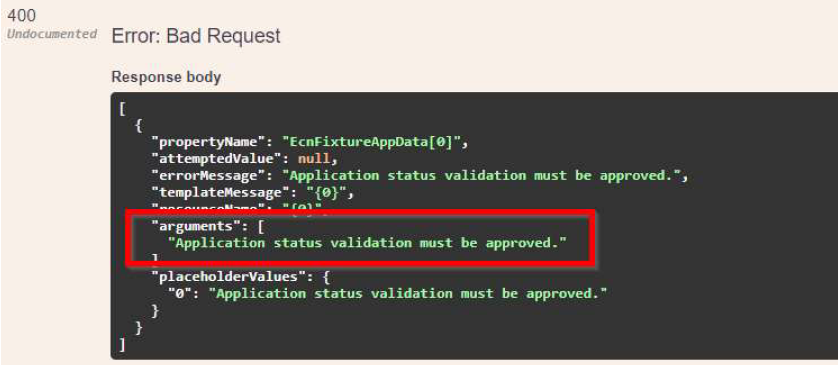 400
Undocumented
Error: Bad Request
Response body
[
{
"propertyName": "EcnFixtureAppData[0]",
"attemptedValue": null,
"errorMessage": "Application status validation must be approved.",
"templateMessage": "{0}",
"resourceName": "{0}",
"arguments": [
"Application status validation must be approved."
]
"placeholderValues": {
"0": "Application status validation must be approved."
}
}
]